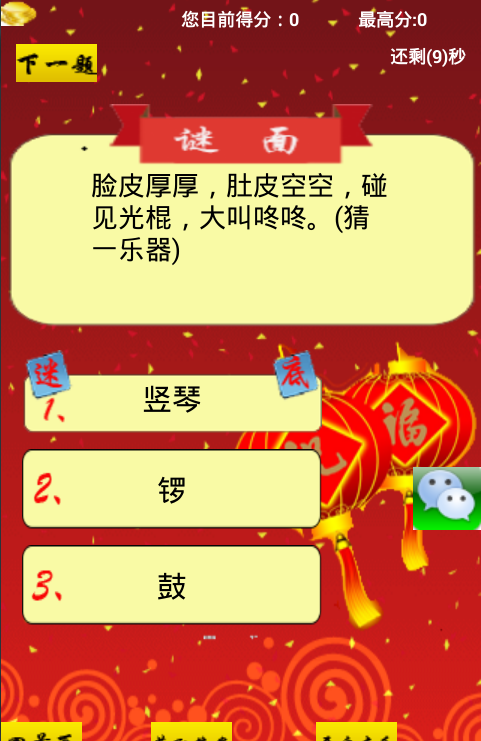 您目前得分：0
最高分:0
还剩(9)秒
下一题
谜 面
脸皮厚厚，肚皮空空，碰
见光棍，大叫咚咚。(猜
一乐器)
谜 底
1、 竖琴
2、 锣
3、 鼓
福